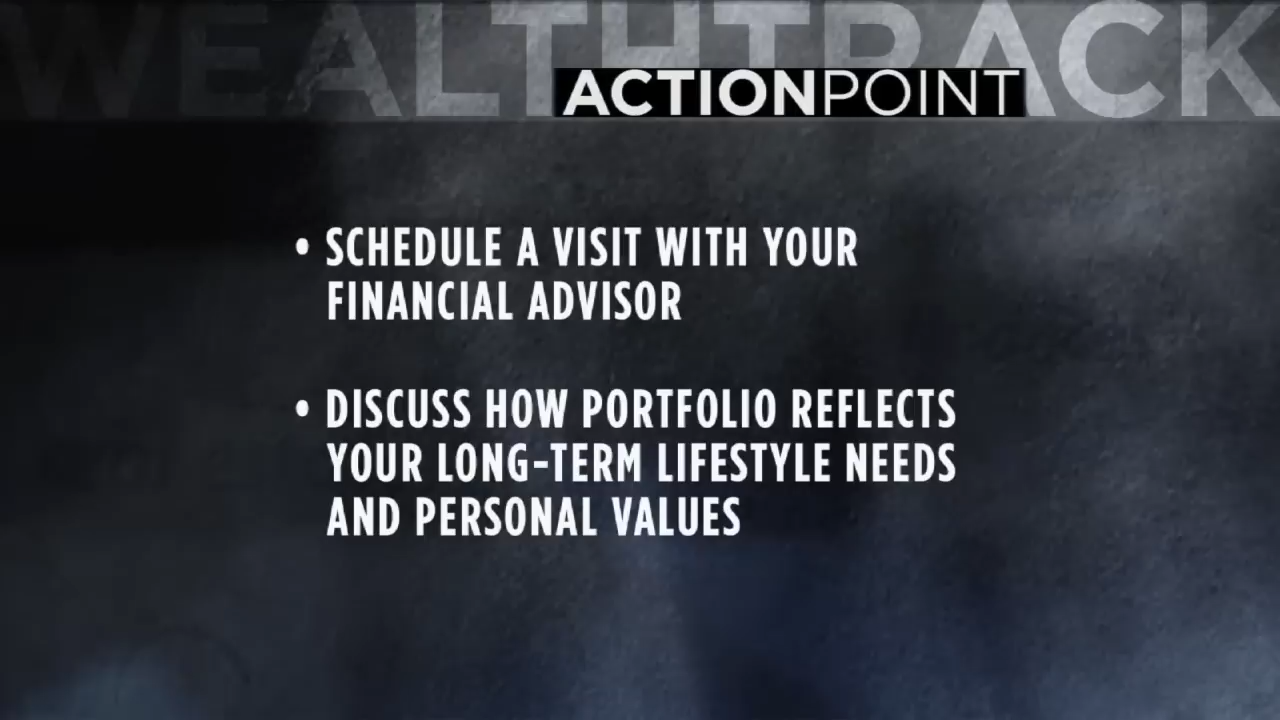 WEALTHTRACK
ACTIONPOINT
• SCHEDULE A VISIT WITH YOUR
FINANCIAL ADVISOR
• DISCUSS HOW PORTFOLIO REFLECTS
YOUR LONG-TERM LIFESTYLE NEEDS
AND PERSONAL VALUES